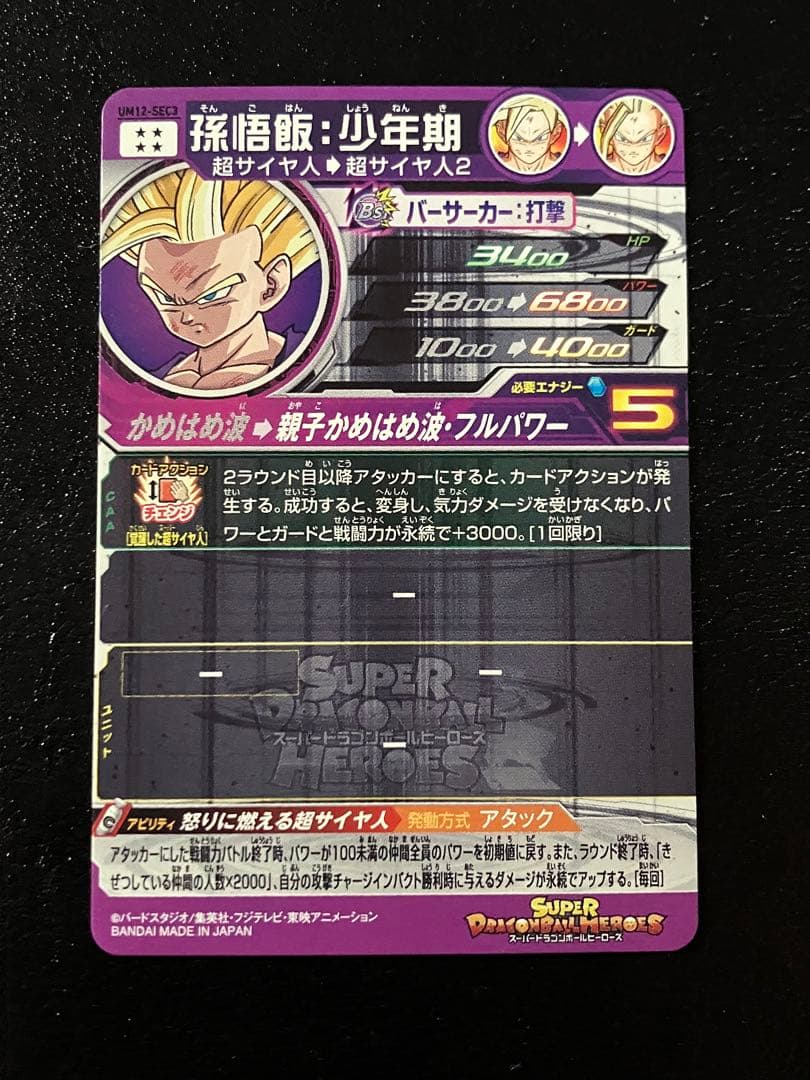 UM12-SEC3
孫悟飯:少年期
そんごはん しょうねんき
超サイヤ人➡超サイヤ人2
Bs バーサーカー:打撃
HP
3400
パワー
3800➡6800
ガード
1000➡4000
必要エナジー 5
かめはめ波➡親子かめはめ波・フルパワー
CAA
カードアクション
チェンジ
[覚醒した超サイヤ人]
2ラウンド目以降アタッカーにすると、カードアクションが発
生する。成功すると、変身し、気力ダメージを受けなくなり、パ
ワーとガードと戦闘力が永続で+3000。[1回限り]
ー
ユニット
ー ー
ー
SUPER
DRAGONBALL
スーパードラゴンボールヒーローズ
HEROES
アビリティ 怒りに燃える超サイヤ人 発動方式 アタック
アタッカーにした戦闘力バトル終了時、パワーが100未満の仲間全員のパワーを初期値に戻す。また、ラウンド終了時、「き
ぜつしている仲間の人数×2000」、自分の攻撃チャージインパクト勝利時に与えるダメージが永続でアップする。[毎回]
©バードスタジオ/集英社・フジテレビ・東映アニメーション
BANDAI MADE IN JAPAN
SUPER
DRAGONBALL HEROES
スーパードラゴンボールヒーローズ